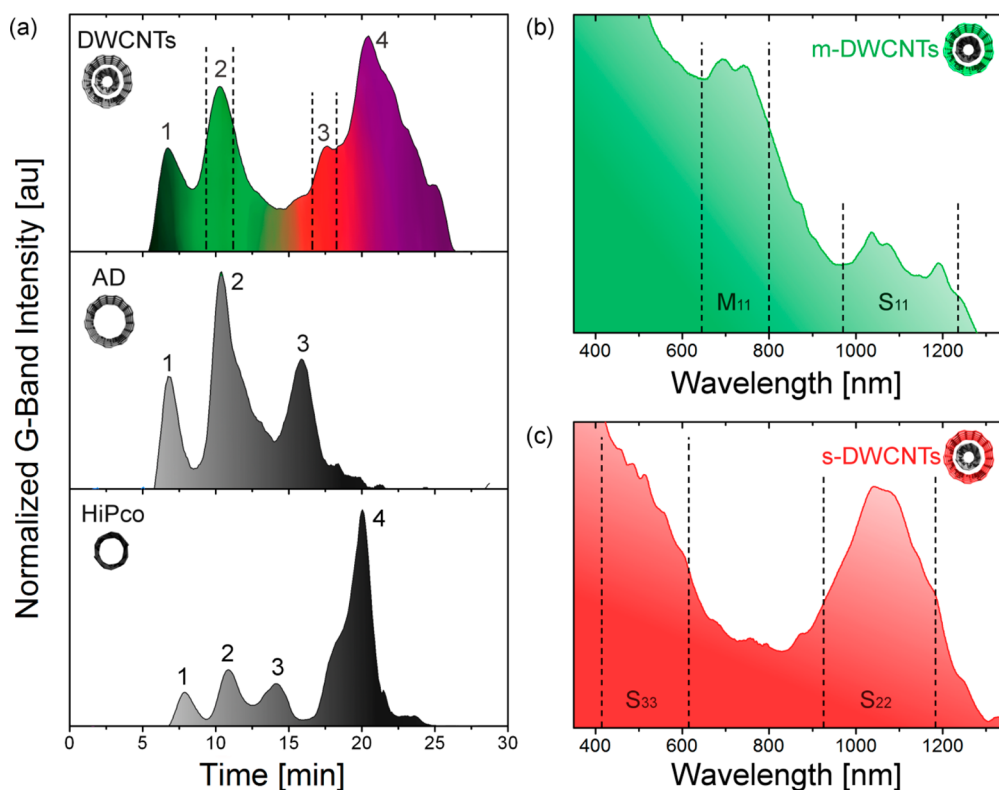 (a)
DWCNTs
1
2
3
4
AD
1
2
3
HiPco
1
2
3
4
Normalized G-Band Intensity [au]
0 5 10 15 20 25 30
Time [min]
(b)
m-DWCNTs
M11
S11
400 600 800 1000 1200
Wavelength [nm]
(c)
s-DWCNTs
S33
S22
400 600 800 1000 1200
Wavelength [nm]